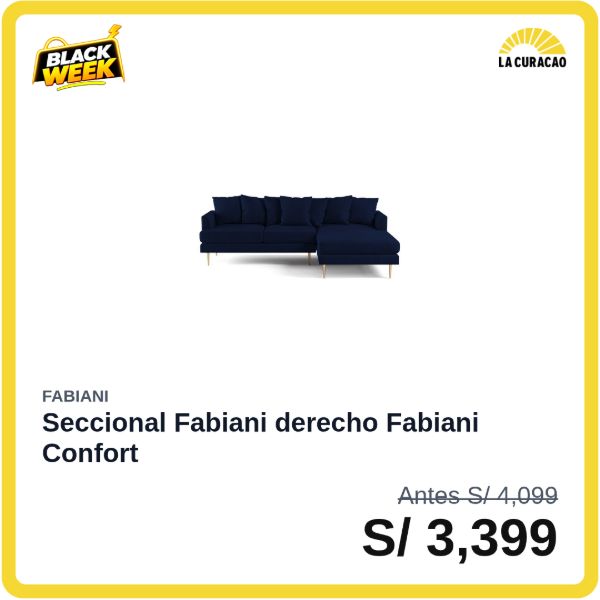 BLACK
WEEK
LA CURACAO
FABIANI
Seccional Fabiani derecho Fabiani
Confort
Antes S/ 4,099
S/ 3,399